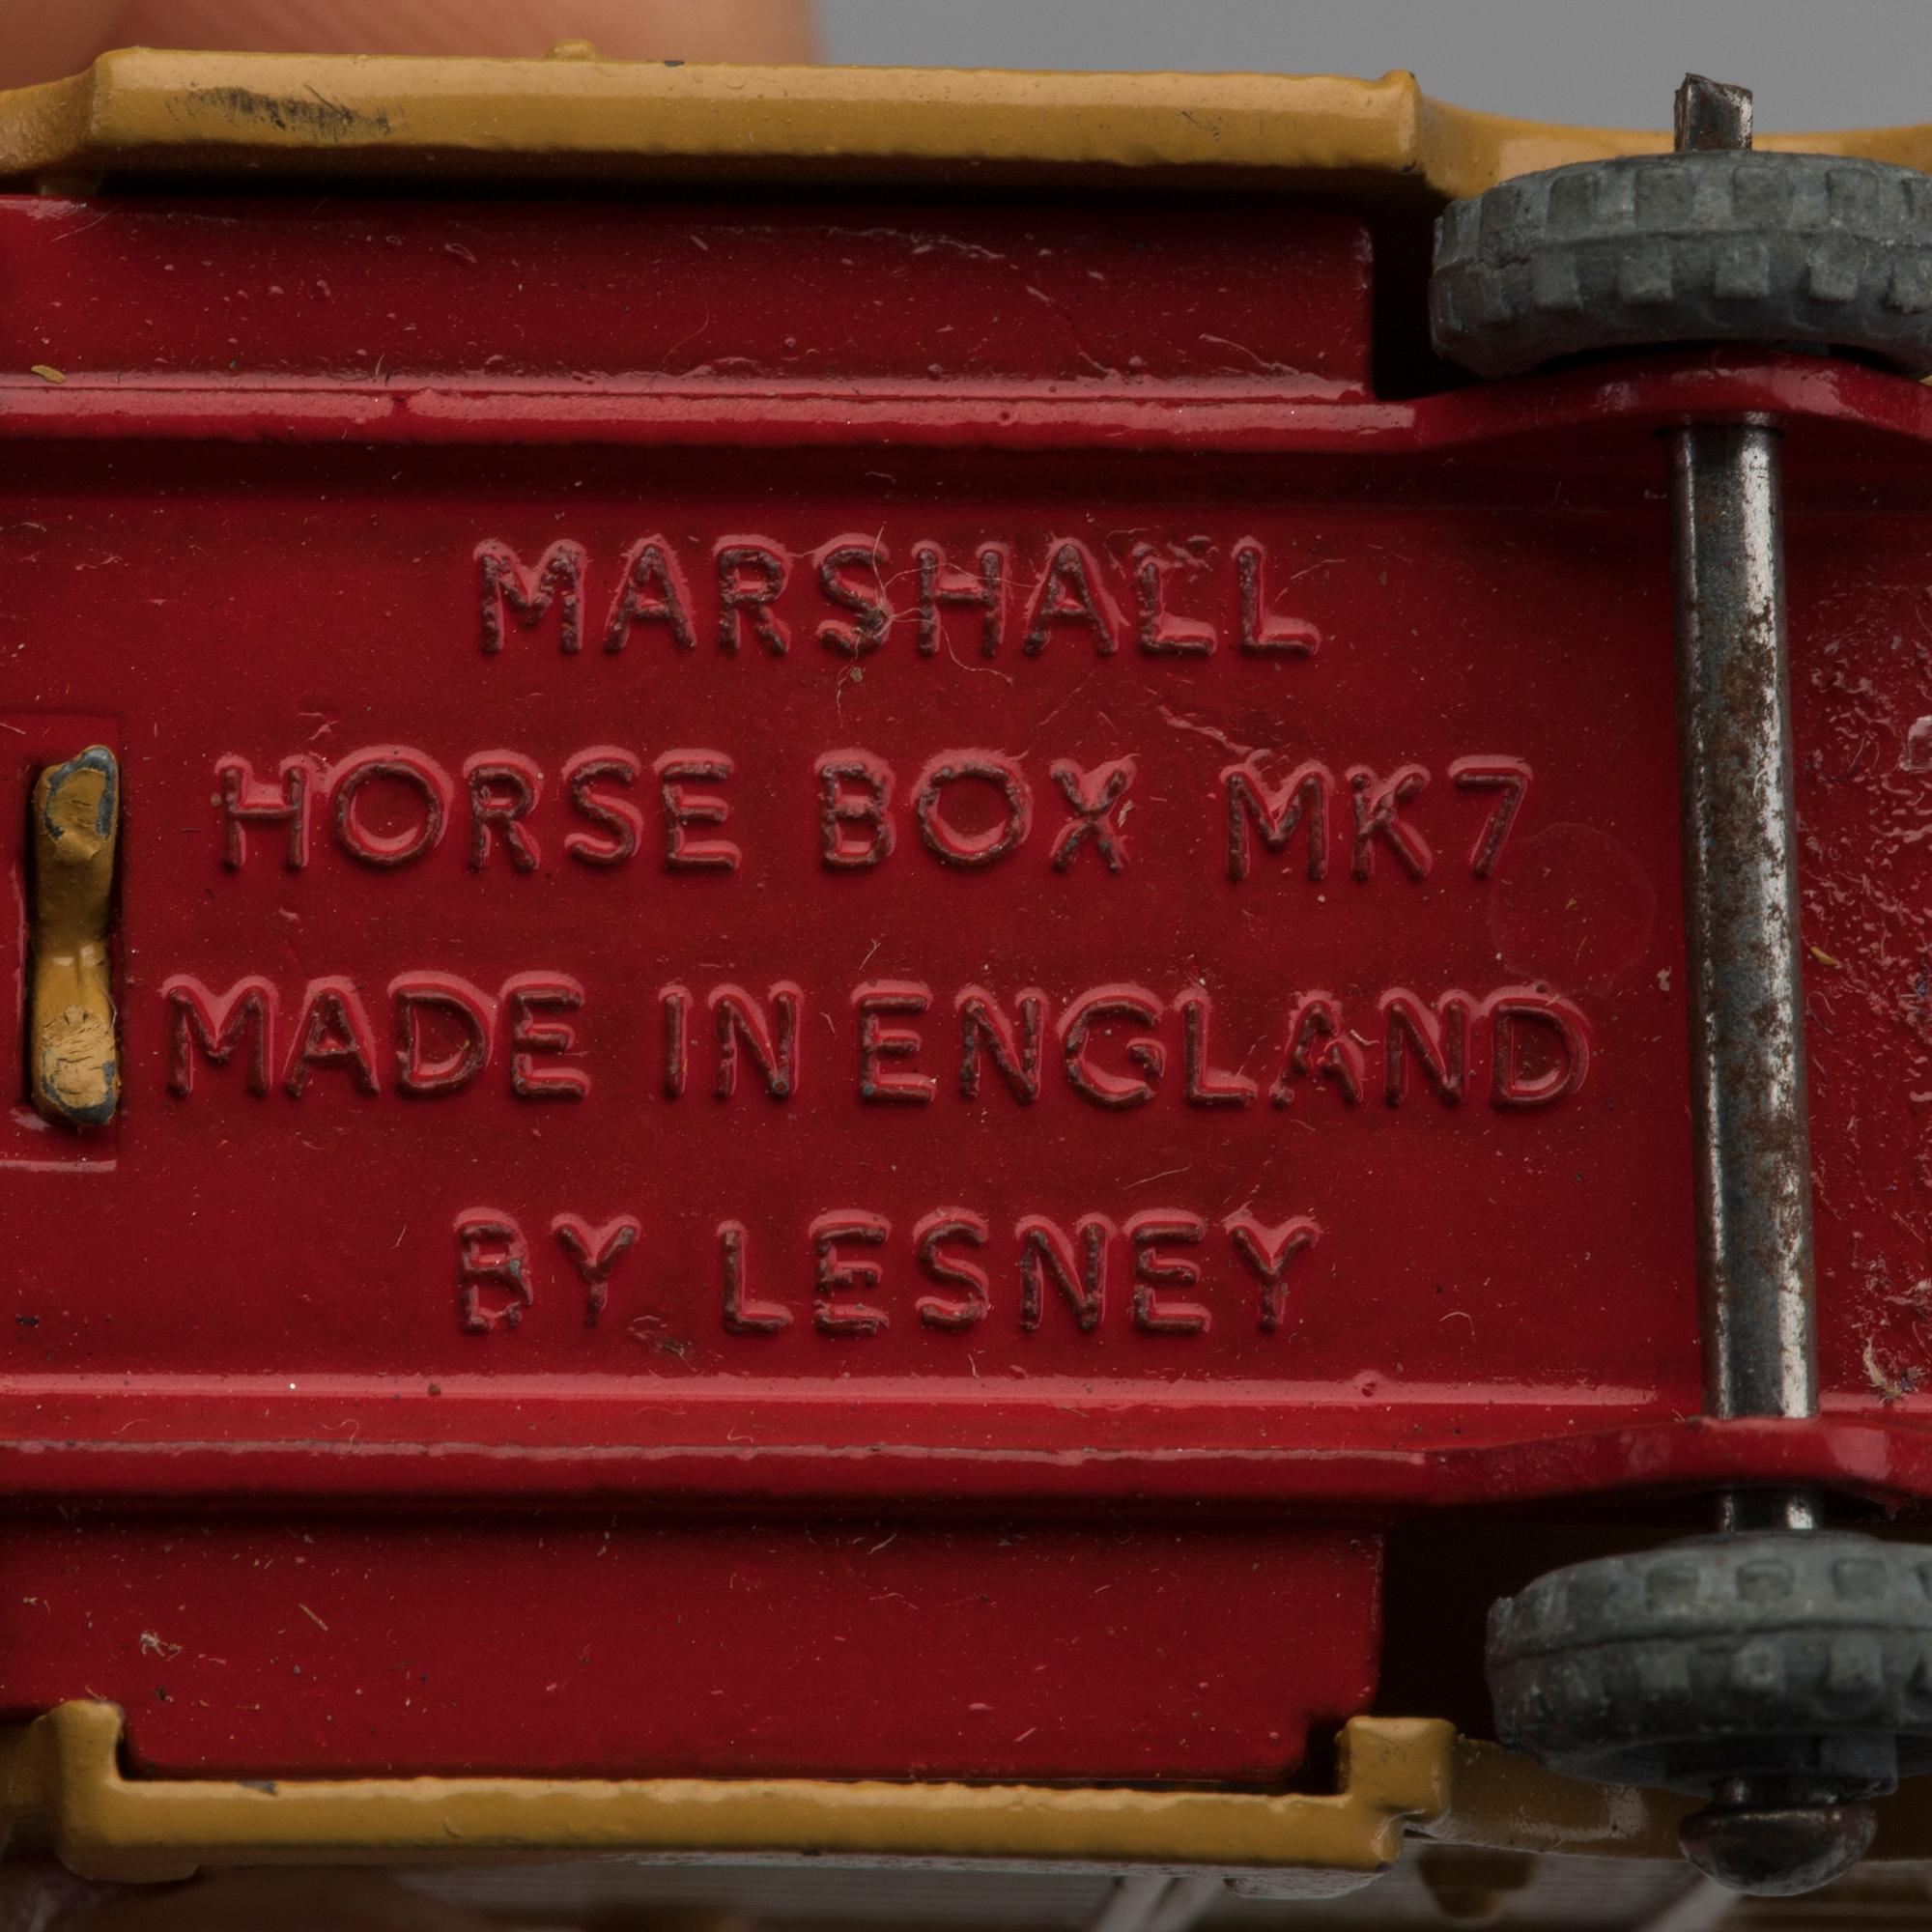 MARSHALL
HORSE BOX MK7
MADE IN ENGLAND
BY LESNEY